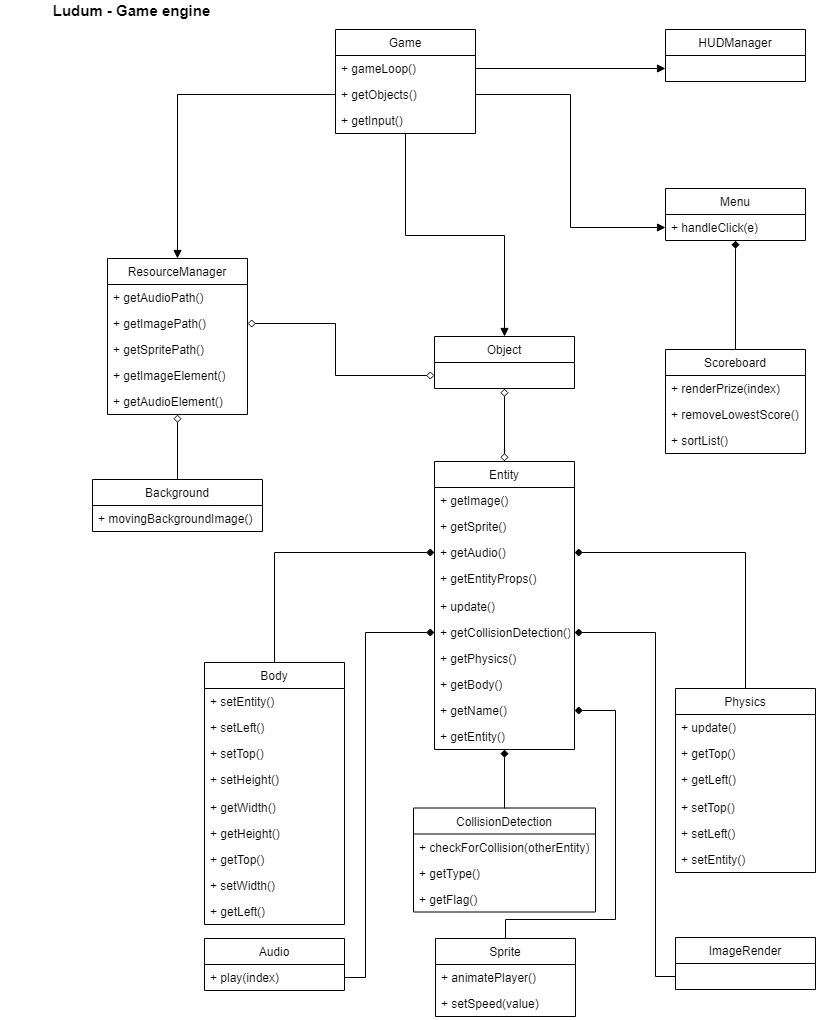 Ludum - Game engine
Game
+ gameLoop()
+ getObjects()
+ getInput()
HUDManager
Menu
+ handleClick(e)
ResourceManager
+ getAudioPath()
+ getImagePath()
+ getSpritePath()
+ getImageElement()
+ getAudioElement()
Object
Scoreboard
+ renderPrize(index)
+ removeLowestScore()
+ sortList()
Background
+ movingBackgroundImage()
Entity
+ getImage()
+ getSprite()
+ getAudio()
+ getEntityProps()
+ update()
+ getCollisionDetection()
+ getPhysics()
+ getBody()
+ getName()
+ getEntity()
Body
+ setEntity()
+ setLeft()
+ setTop()
+ setHeight()
+ getWidth()
+ getHeight()
+ getTop()
+ setWidth()
+ getLeft()
Physics
+ update()
+ getTop()
+ getLeft()
+ setTop()
+ setLeft()
+ setEntity()
CollisionDetection
+ checkForCollision(otherEntity)
+ getType()
+ getFlag()
Audio
+ play(index)
Sprite
+ animatePlayer()
+ setSpeed(value)
ImageRender